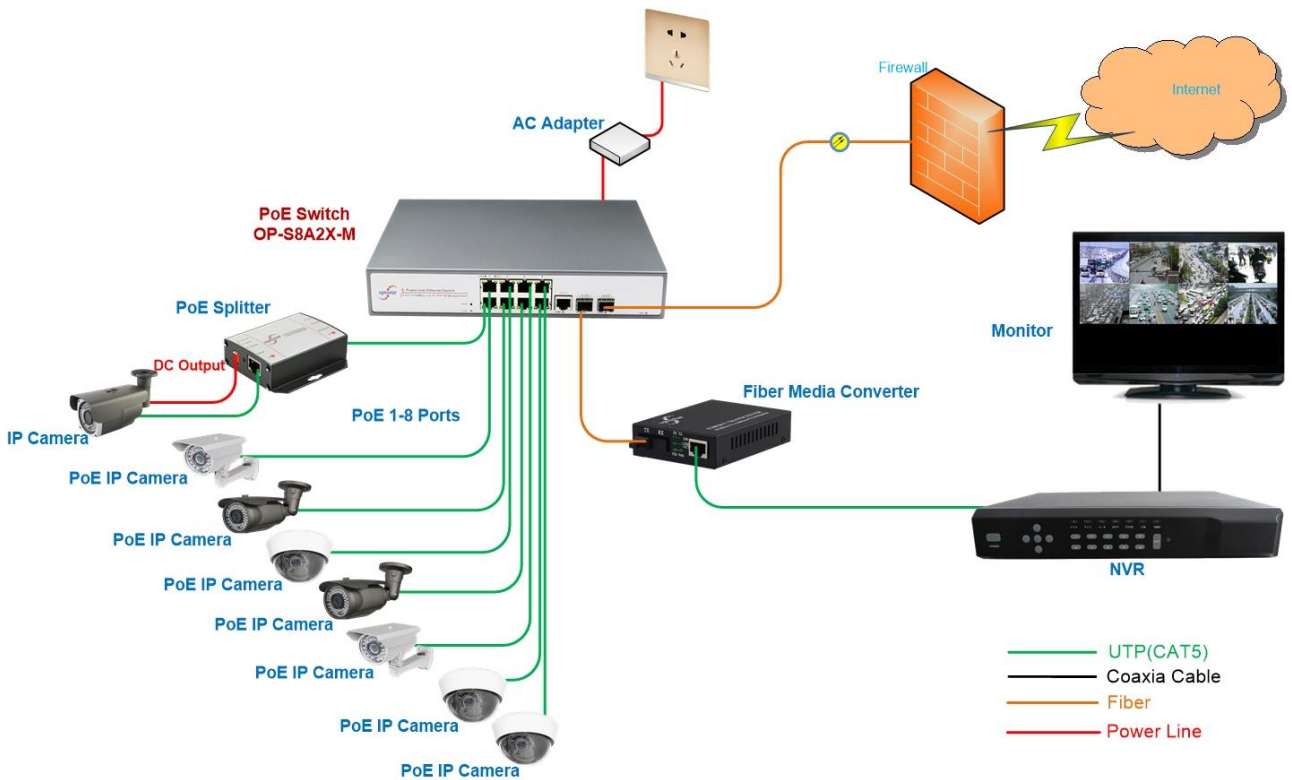 Firewall
Internet
AC Adapter
PoE Switch
OP-S8A2X-M
PoE Splitter
DC Output
Monitor
Fiber Media Converter
PoE 1-8 Ports
IP Camera
PoE IP Camera
PoE IP Camera
PoE IP Camera
PoE IP Camera
PoE IP Camera
PoE IP Camera
PoE IP Camera
TX RX
NVR
UTP(CAT5)
Coaxia Cable
Fiber
Power Line